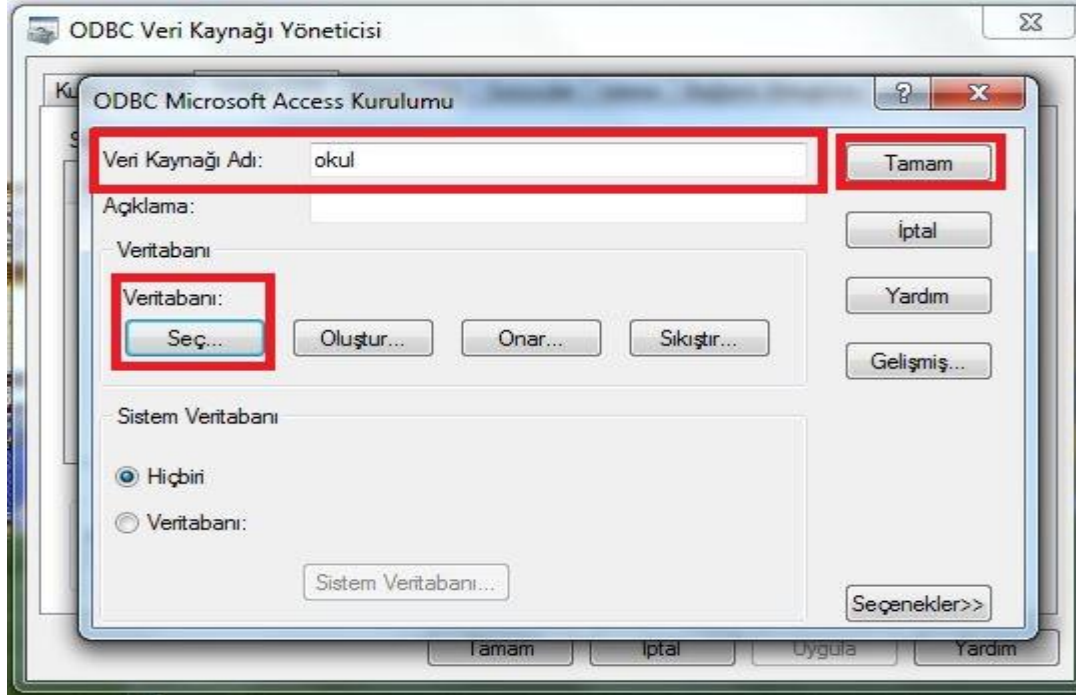 ODBC Veri Kaynağı Yöneticisi
ODBC Microsoft Access Kurulumu
Veri Kaynağı Adı: okul
Tamam
Açıklama:
İptal
Veritabanı
Veritabanı:
Yardım
Seç... Oluştur... Onar... Sıkıştır...
Gelişmiş...
Sistem Veritabanı
Hiçbiri
Veritabanı:
Sistem Veritabanı...
Seçenekler>>
Tamam İptal Uygula Yardım